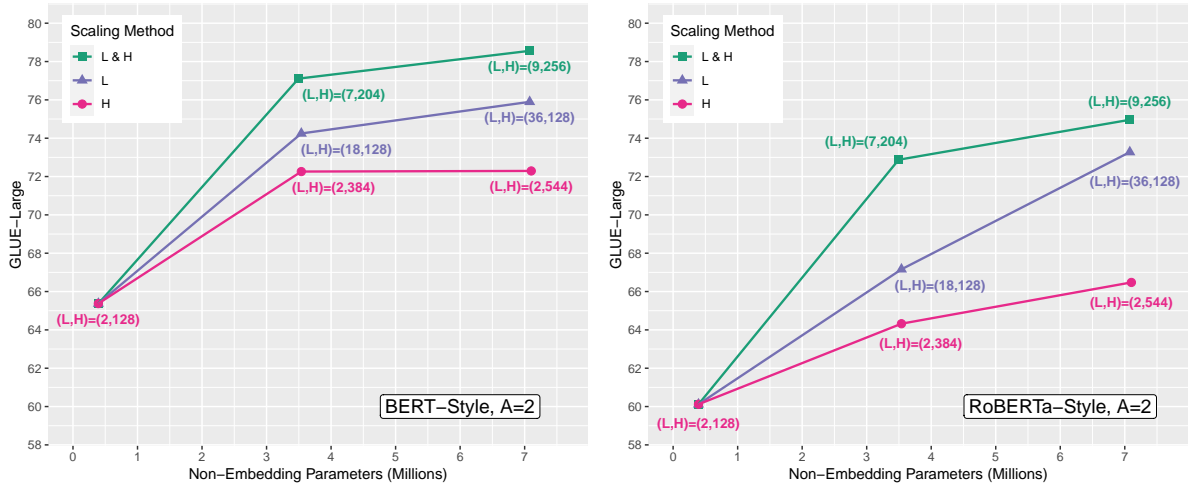 80
78
76
74
72
70
68
66
64
62
60
58
GLUE−Large
Scaling Method
L & H
L
H
(L,H)=(9,256)
(L,H)=(7,204)
(L,H)=(36,128)
(L,H)=(18,128)
(L,H)=(2,384)
(L,H)=(2,544)
(L,H)=(2,128)
BERT−Style, A=2
0 1 2 3 4 5 6 7
Non−Embedding Parameters (Millions)
80
78
76
74
72
70
68
66
64
62
60
58
GLUE−Large
Scaling Method
L & H
L
H
(L,H)=(9,256)
(L,H)=(7,204)
(L,H)=(36,128)
(L,H)=(18,128)
(L,H)=(2,544)
(L,H)=(2,384)
(L,H)=(2,128)
RoBERTa−Style, A=2
0 1 2 3 4 5 6 7
Non−Embedding Parameters (Millions)